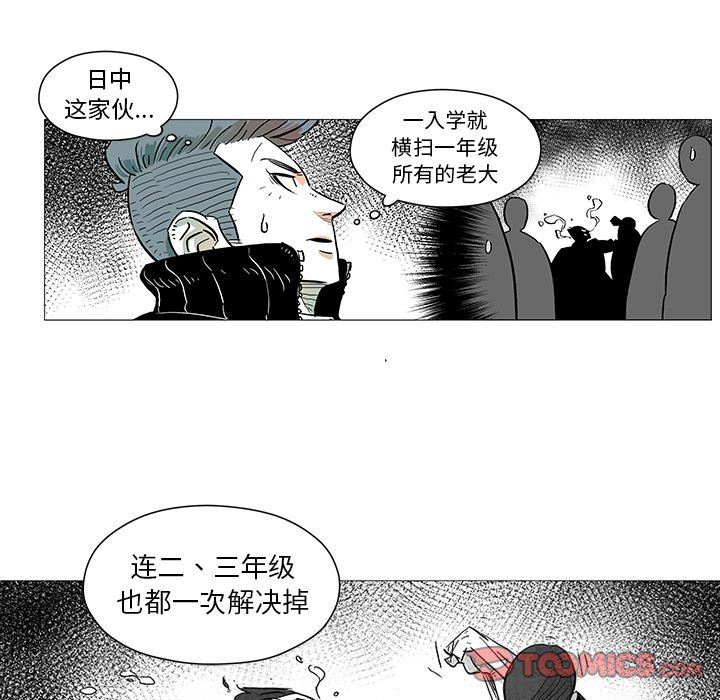 日中
这家伙...
一入学就
横扫一年级
所有的老大
连二、三年级
也都一次解决掉
TOOMICS.COM